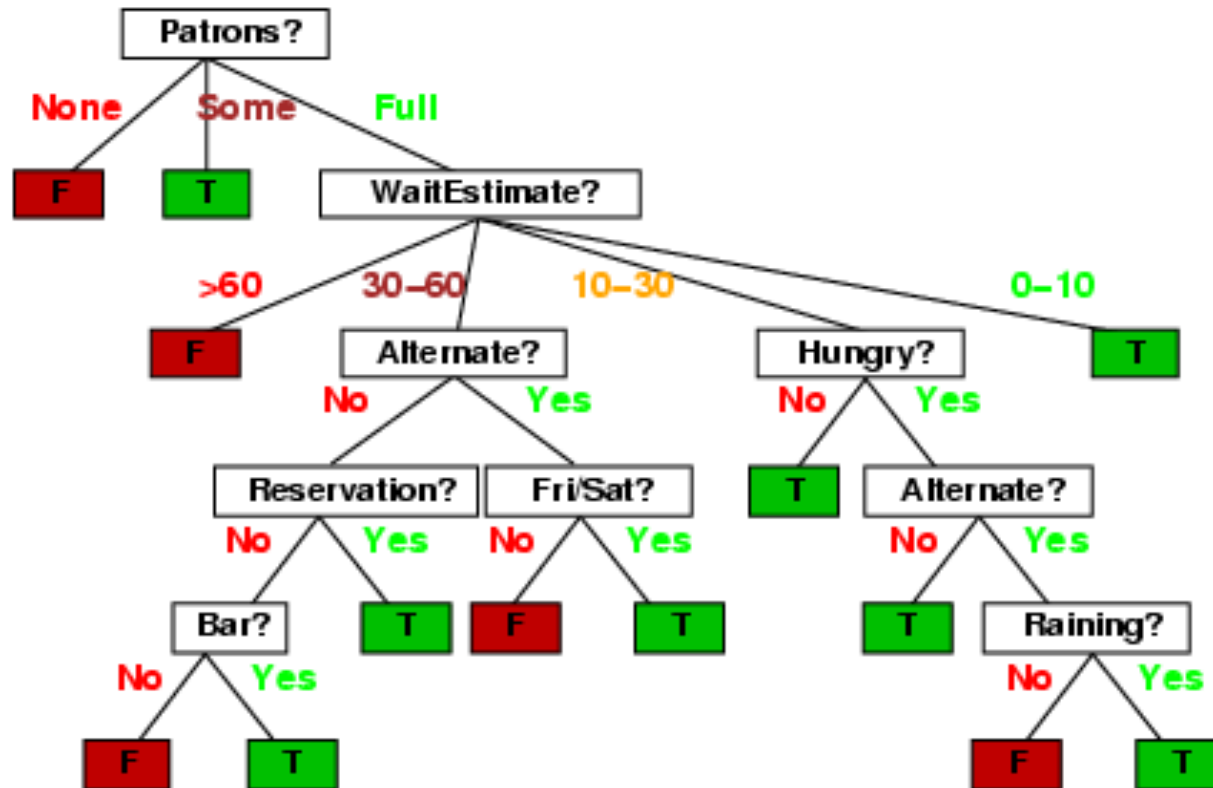 Patrons?
None Some Full
F T WaitEstimate?
>60 30–60 10–30 0–10
F Alternate? Hungry? T
No Yes No Yes
Reservation? Fri/Sat? T Alternate?
No Yes No Yes No Yes
Bar? T F T T Raining?
No Yes No Yes
F T F T